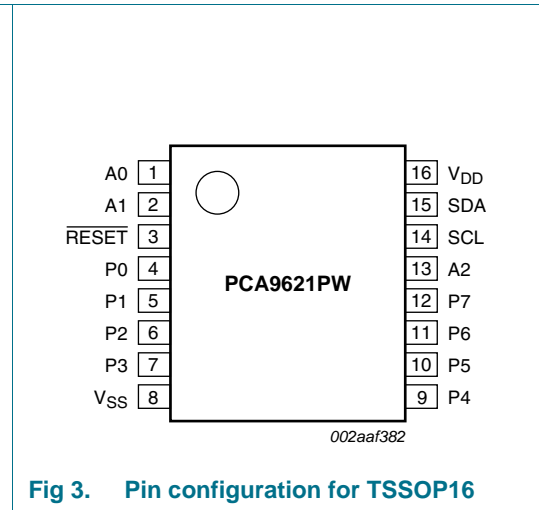 A0 1 16 VDD
A1 2 15 SDA
RESET 3 14 SCL
P0 4 13 A2
PCA9621PW
P1 5 12 P7
P2 6 11 P6
P3 7 10 P5
VSS 8 9 P4
002aaf382
Fig 3. Pin configuration for TSSOP16